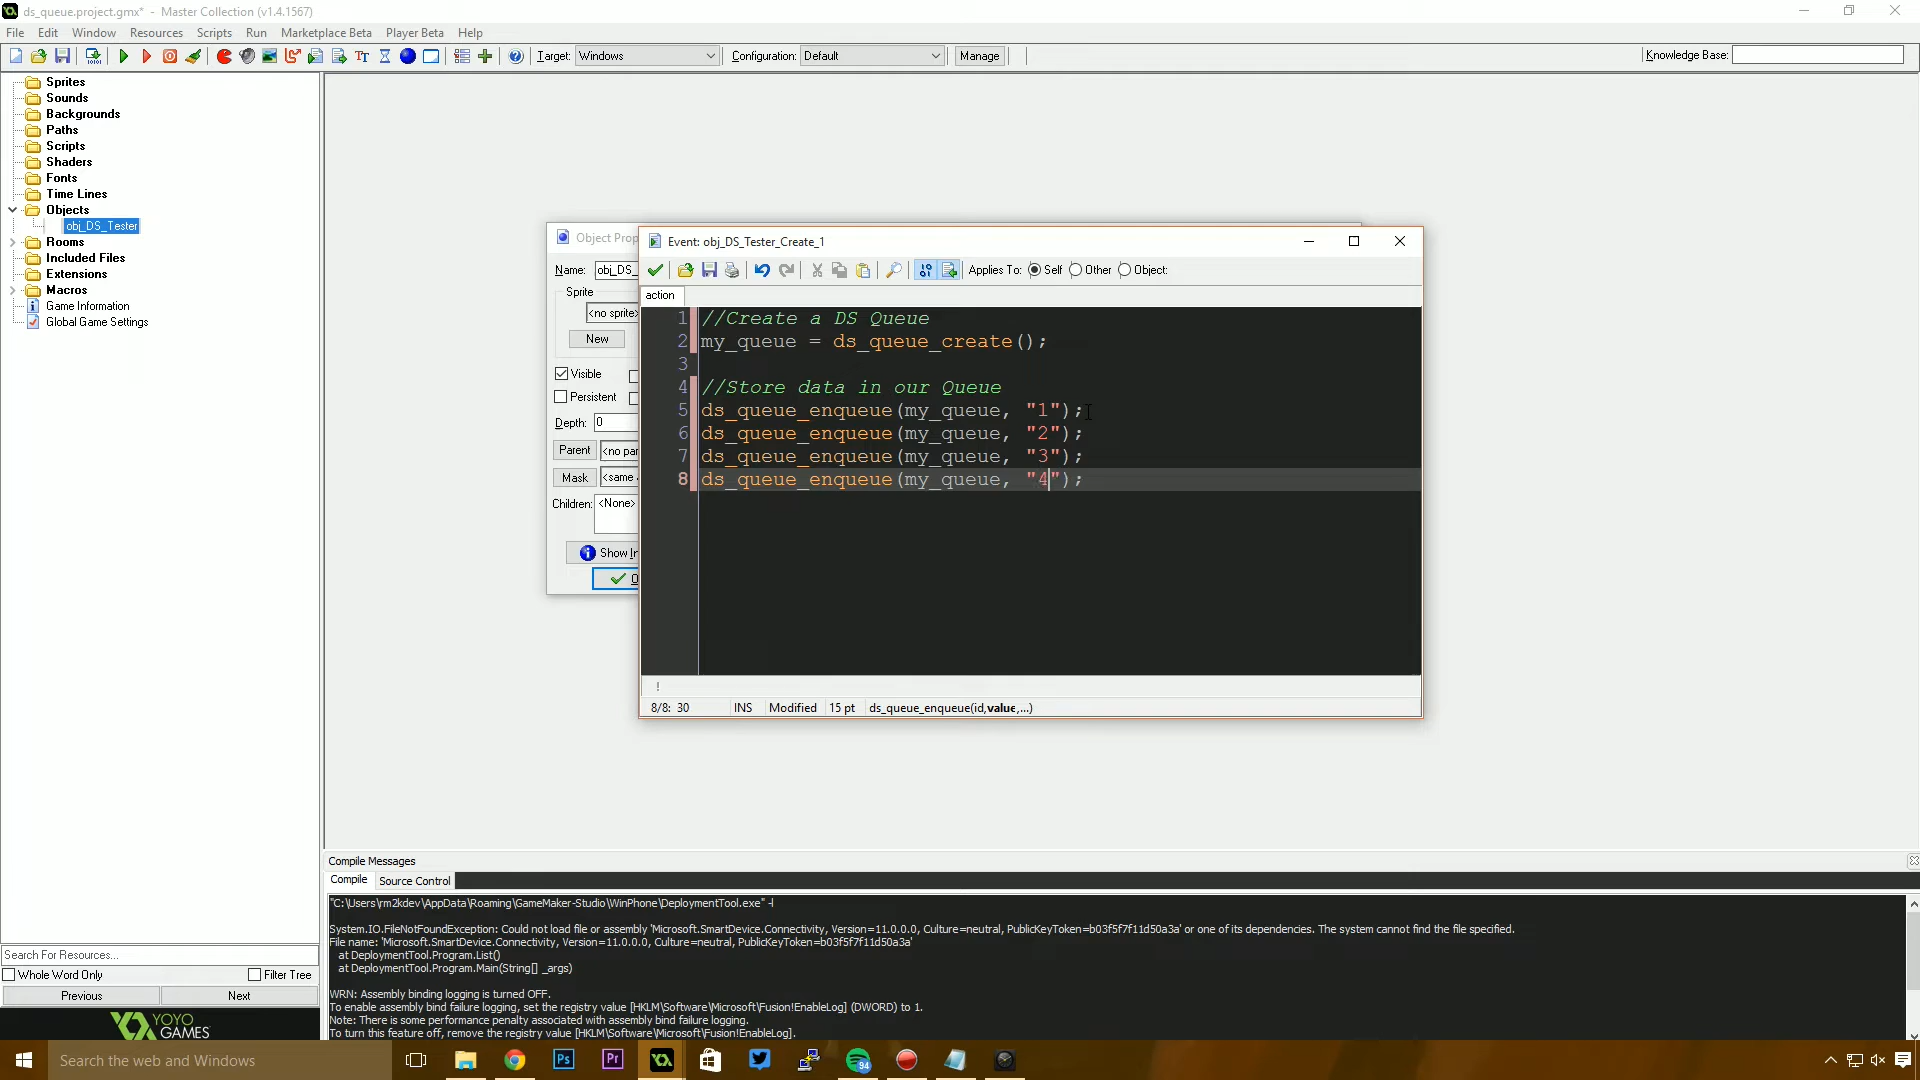 ds_queue.project.gmx* - Master Collection (v1.4.1567)
File Edit Window Resources Scripts Run Marketplace Beta Player Beta Help
Target: Windows Configuration: Default Manage Knowledge Base:
Sprites
Sounds
Backgrounds
Paths
Scripts
Shaders
Fonts
Time Lines
Objects
obj_DS_Tester
Rooms
Included Files
Extensions
Macros
Game Information
Global Game Settings
Search For Resources...
Whole Word Only Filter Tree
Previous Next
YOYO
GAMES
Object Prop
Name: obj_DS_
Sprite
<no sprite>
New
Visible
Persistent
Depth: 0
Parent <no par
Mask <same
Children: <None>
Show In
O
Event: obj_DS_Tester_Create_1
Applies To: Self Other Object:
action
1 //Create a DS Queue
2 my_queue = ds_queue_create();
3
4 //Store data in our Queue
5 ds_queue_enqueue(my_queue, "1");
6 ds_queue_enqueue(my_queue, "2");
7 ds_queue_enqueue(my_queue, "3");
8 ds_queue_enqueue(my_queue, "4");
!
8/8: 30 INS Modified 15 pt ds_queue_enqueue(id,value,...)
Compile Messages
Compile Source Control
"C:\Users\rm2kdev\AppData\Roaming\GameMaker-Studio\WinPhone\DeploymentTool.exe" -l
System.IO.FileNotFoundException: Could not load file or assembly 'Microsoft.SmartDevice.Connectivity, Version=11.0.0.0, Culture=neutral, PublicKeyToken=b03f5f7f11d50a3a' or one of its dependencies. The system cannot find the file specified.
File name: 'Microsoft.SmartDevice.Connectivity, Version=11.0.0.0, Culture=neutral, PublicKeyToken=b03f5f7f11d50a3a'
at DeploymentTool.Program.List()
at DeploymentTool.Program.Main(String[] _args)
WRN: Assembly binding logging is turned OFF.
To enable assembly bind failure logging, set the registry value [HKLM\Software\Microsoft\Fusion!EnableLog] (DWORD) to 1.
Note: There is some performance penalty associated with assembly bind failure logging.
To turn this feature off, remove the registry value [HKLM\Software\Microsoft\Fusion!EnableLog].
Search the web and Windows
Ps
Pr
94